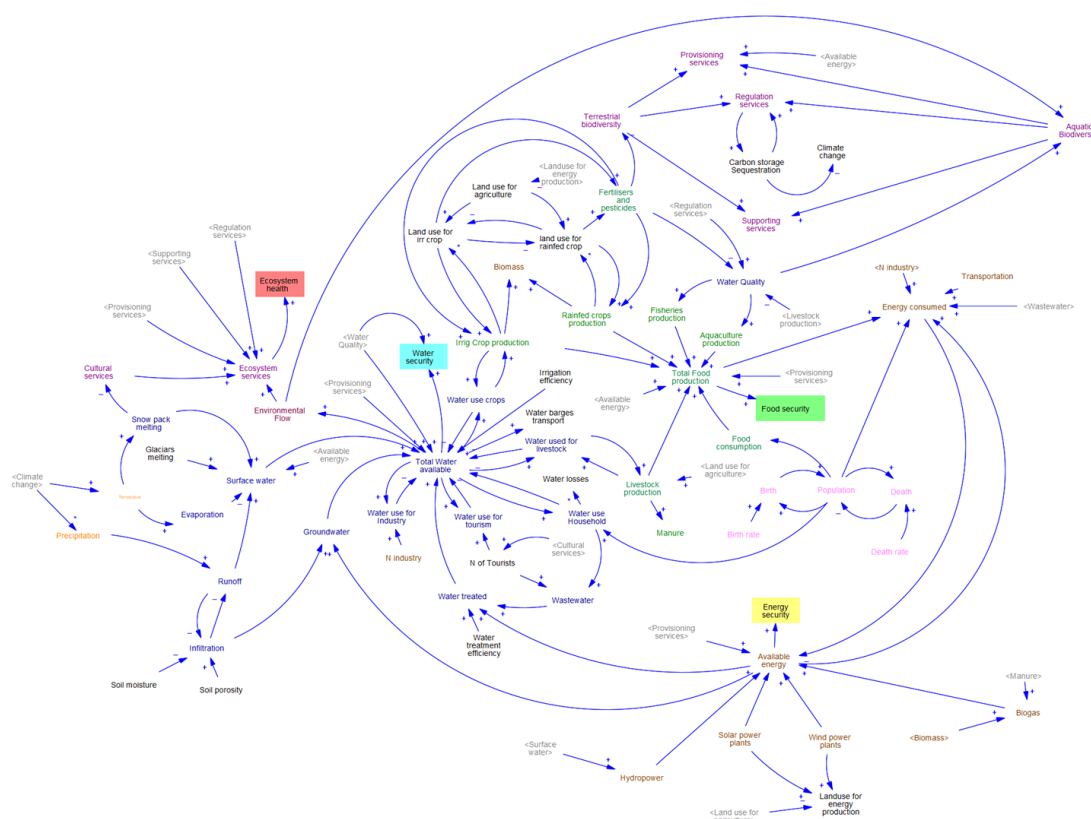 Provisioning
services
<Available
energy>
Regulation
services
Terrestrial
biodiversity
Aquatic
Biodivers
Climate
change
Carbon storage
Sequestration
<Landuse for
energy
production>
Land use for
agriculture
Fertilisers
and
pesticides
<Regulation
services>
Supporting
services
Land use for
irr crop
land use for
rainfed crop
<Regulation
services>
<Supporting
services>
Biomass
Water Quality
<N industry>
Transportation
Ecosystem
health
<Provisioning
services>
Rainfed crops
production
Fisheries
production
<Livestock
production>
Energy consumed
<Wastewater>
<Water
Quality>
Irrig Crop production
Aquaculture
production
Water
security
Cultural
services
Ecosystem
services
Irrigation
efficiency
Total Food
production
<Provisioning
services>
<Provisioning
services>
Water use crops
<Available
energy>
Food security
Environmental
Flow
Snow pack
melting
Water barges
transport
Food
consumption
Glaciars
melting
<Available
energy>
Water used for
livestock
Total Water
available
<Land use for
agriculture>
Surface water
Water losses
<Climate
change>
Livestock
production
Birth
Population
Death
Evaporation
Water use for
Industry
Water use for
tourism
Water use
Household
Precipitation
Groundwater
Manure
Birth rate
Death rate
N industry
N of Tourists
<Cultural
services>
Runoff
Water treated
Wastewater
Energy
security
Infiltration
Water
treatment
efficiency
<Provisioning
services>
Available
energy
Soil moisture
Soil porosity
<Manure>
Biogas
Solar power
plants
Wind power
plants
<Biomass>
<Surface
water>
Hydropower
Landuse for
energy
production
<Land use for